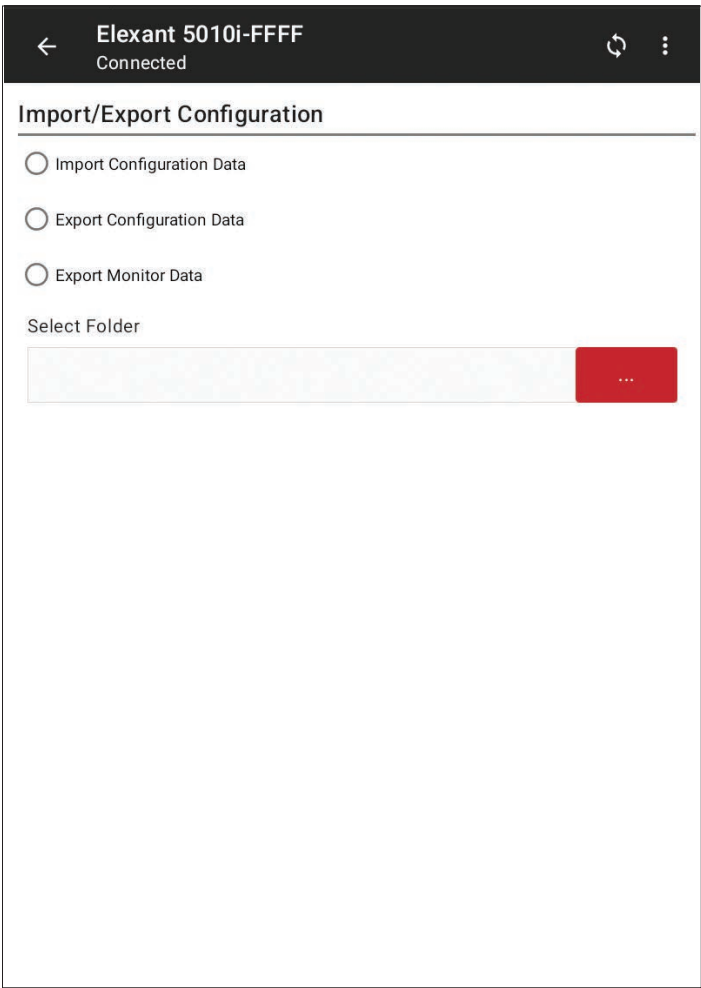 Elexant 5010i-FFFF
Connected
Import/Export Configuration
Import Configuration Data
Export Configuration Data
Export Monitor Data
Select Folder
...